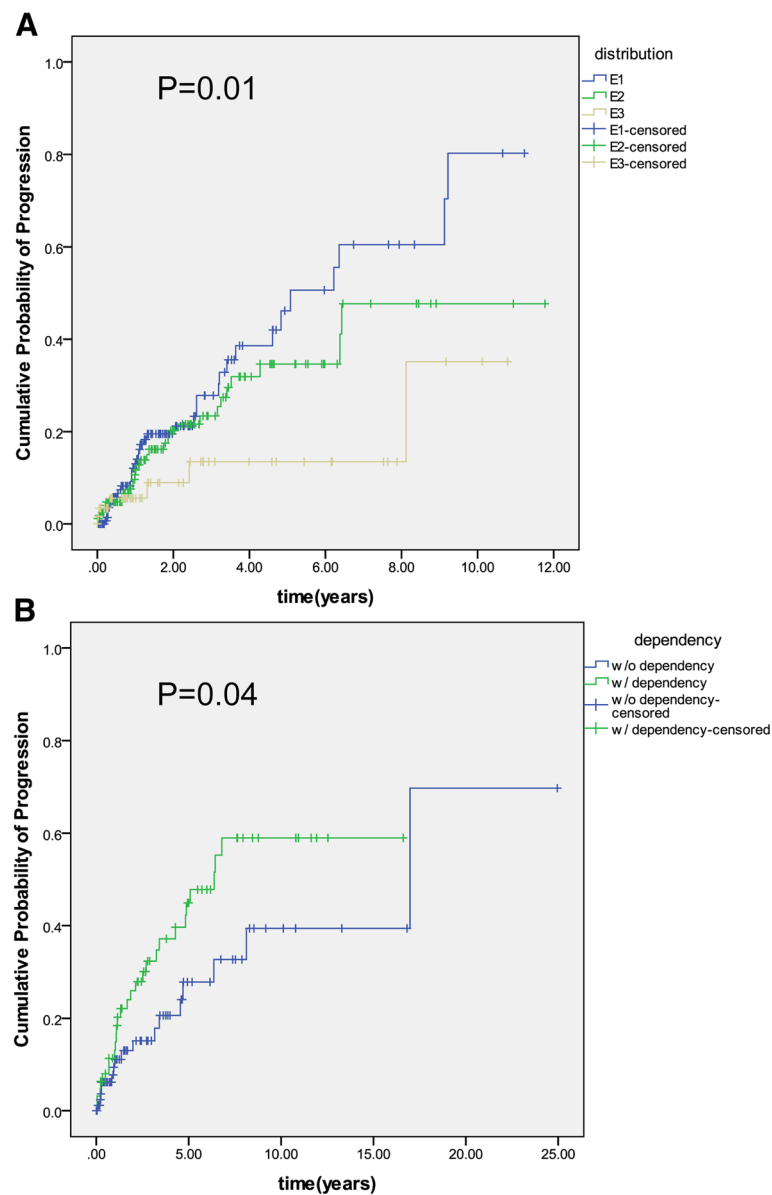 A
P=0.01
distribution
E1
E2
E3
E1-censored
E2-censored
E3-censored
Cumulative Probability of Progression
1.0
0.8
0.6
0.4
0.2
0.0
.00 2.00 4.00 6.00 8.00 10.00 12.00
time(years)
B
P=0.04
dependency
w/o dependency
w/ dependency
w/o dependency-
censored
w/ dependency-censored
Cumulative Probability of Progression
1.0
0.8
0.6
0.4
0.2
0.0
.00 5.00 10.00 15.00 20.00 25.00
time(years)